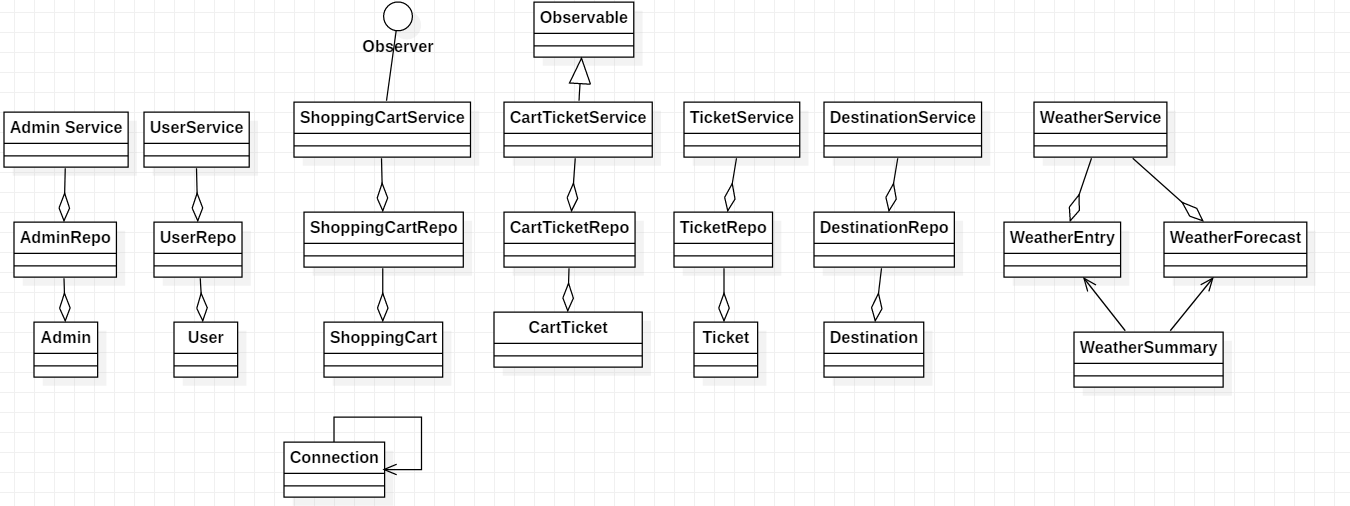 Observer
Observable
Admin Service
UserService
ShoppingCartService
CartTicketService
TicketService
DestinationService
WeatherService
AdminRepo
UserRepo
ShoppingCartRepo
CartTicketRepo
TicketRepo
DestinationRepo
WeatherEntry
WeatherForecast
Admin
User
ShoppingCart
CartTicket
Ticket
Destination
WeatherSummary
Connection